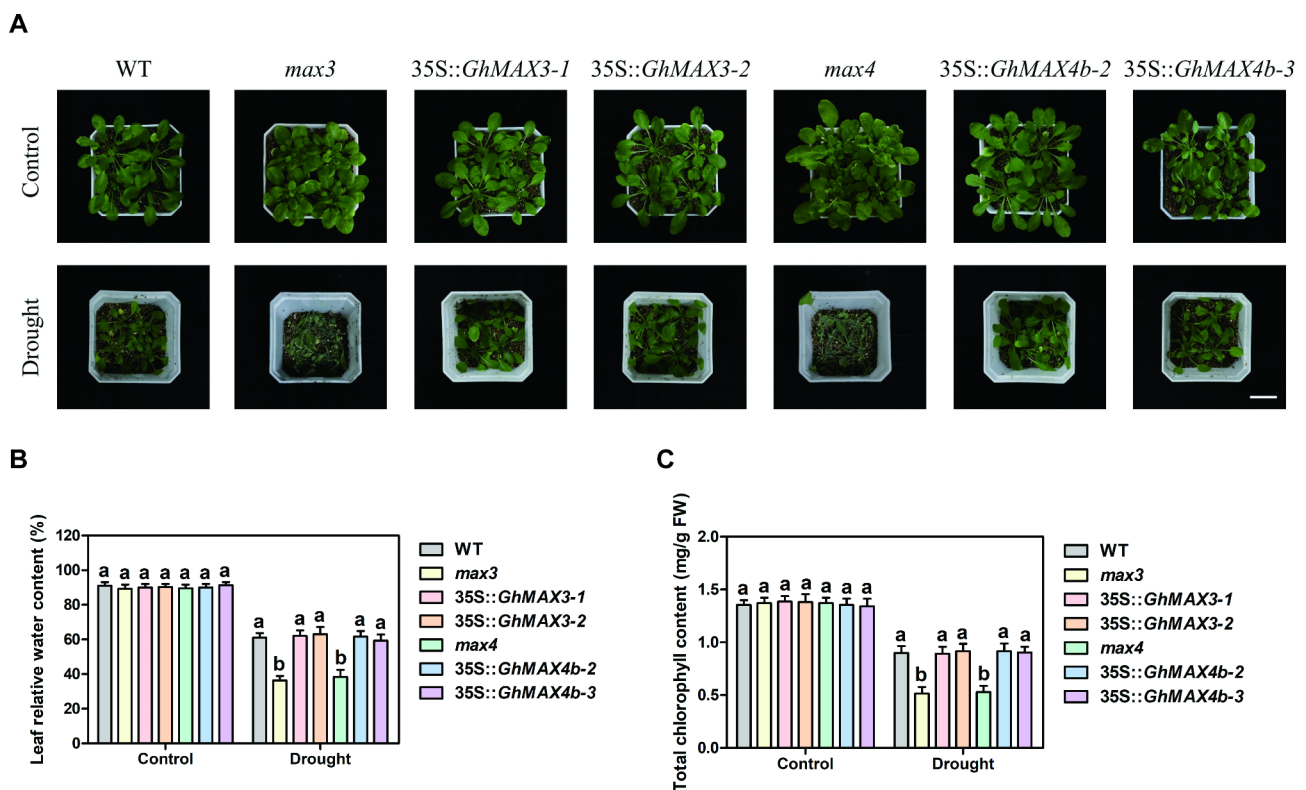 A
WT max3 35S::GhMAX3-1 35S::GhMAX3-2 max4 35S::GhMAX4b-2 35S::GhMAX4b-3
Control
Drought
B
Leaf relative water content (%)
120
100
80
60
40
20
0
a a a a a a a
a b a a b a a
Control Drought
WT
max3
35S::GhMAX3-1
35S::GhMAX3-2
max4
35S::GhMAX4b-2
35S::GhMAX4b-3
C
Total chlorophyll content (mg/g FW)
2.0
1.5
1.0
0.5
0.0
a a a a a a a
a b a a b a a
Control Drought
WT
max3
35S::GhMAX3-1
35S::GhMAX3-2
max4
35S::GhMAX4b-2
35S::GhMAX4b-3